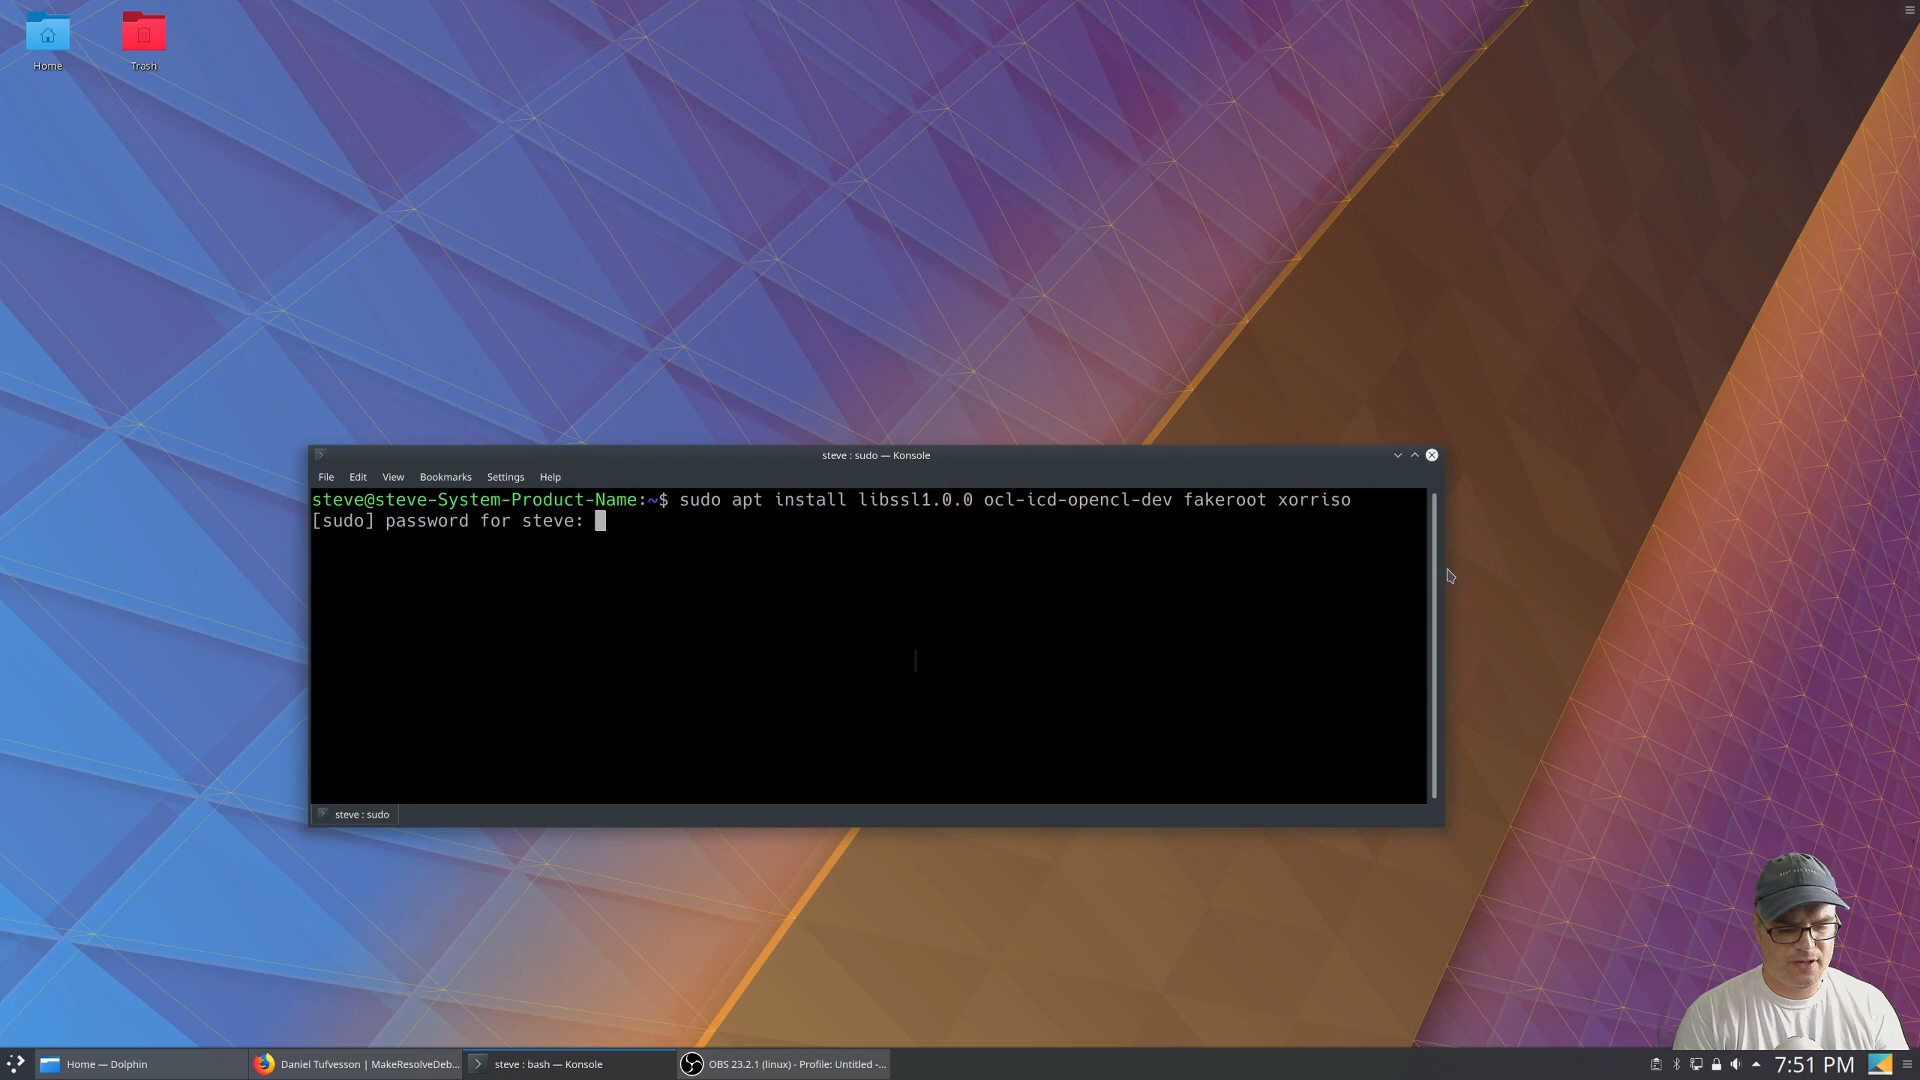 Home
Trash
steve : sudo — Konsole
File Edit View Bookmarks Settings Help
steve@steve-System-Product-Name:~$ sudo apt install libssl1.0.0 ocl-icd-opencl-dev fakeroot xorriso
[sudo] password for steve:
steve : sudo
Home — Dolphin
Daniel Tufvesson | MakeResolveDeb...
steve : bash — Konsole
OBS 23.2.1 (linux) - Profile: Untitled -...
7:51 PM